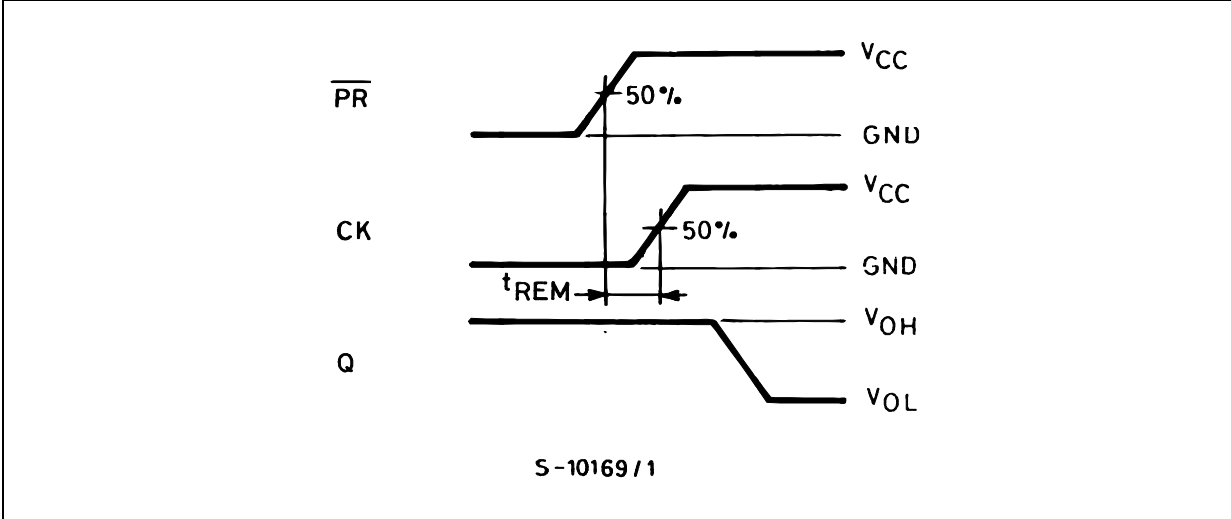 VCC
PR
50%
GND
VCC
CK
50%
GND
tREM
VOH
Q
VOL
S-10169/1